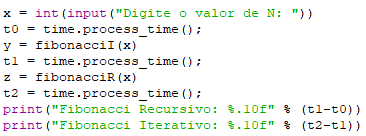 x = int(input("Digite o valor de N: "))
t0 = time.process_time();
y = fibonacciI(x)
t1 = time.process_time();
z = fibonacciR(x)
t2 = time.process_time();
print("Fibonacci Recursivo: %.10f" % (t1-t0))
print("Fibonacci Iterativo: %.10f" % (t2-t1))